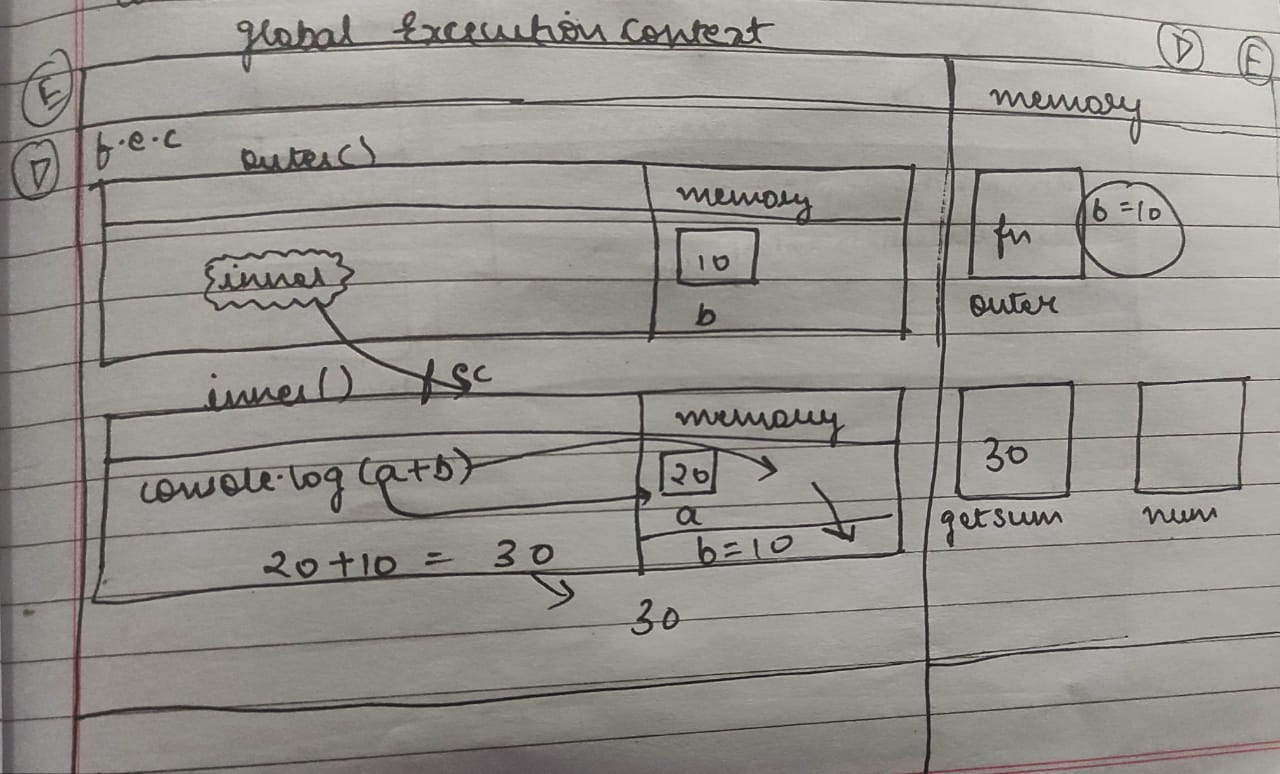 global Execution Context
D E
E
memory
D
f.e.c
outer()
memory
fn
b=10
inner
10
b
outer
inner()
memory
console.log(a+b)
20
a
20+10 = 30
b=10
30
30
getsum
num